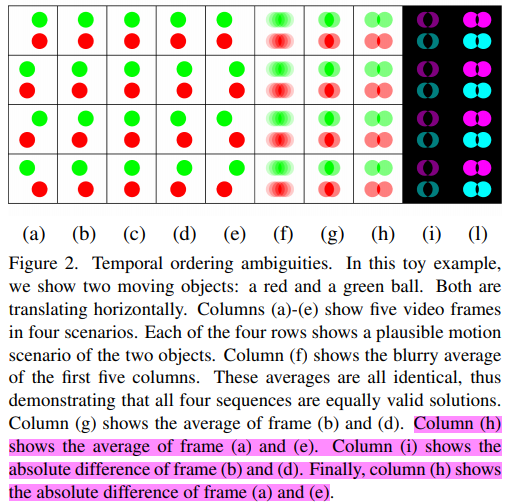 (a) (b) (c) (d) (e) (f) (g) (h) (i) (l)
Figure 2. Temporal ordering ambiguities. In this toy example,
we show two moving objects: a red and a green ball. Both are
translating horizontally. Columns (a)-(e) show five video frames
in four scenarios. Each of the four rows shows a plausible motion
scenario of the two objects. Column (f) shows the blurry average
of the first five columns. These averages are all identical, thus
demonstrating that all four sequences are equally valid solutions.
Column (g) shows the average of frame (b) and (d). Column (h)
shows the average of frame (a) and (e). Column (i) shows the
absolute difference of frame (b) and (d). Finally, column (h) shows
the absolute difference of frame (a) and (e).